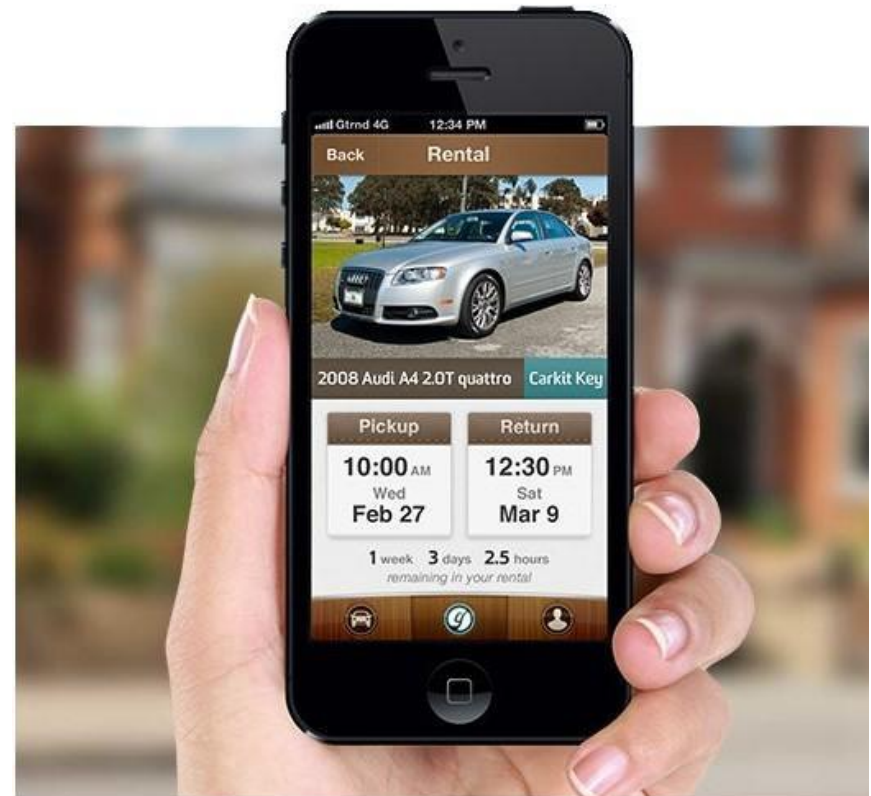 Gtrnd 4G 12:34 PM
Back Rental
2008 Audi A4 2.0T quattro Carkit Key
Pickup Return
10:00 AM 12:30 PM
Wed Sat
Feb 27 Mar 9
1 week 3 days 2.5 hours
remaining in your rental